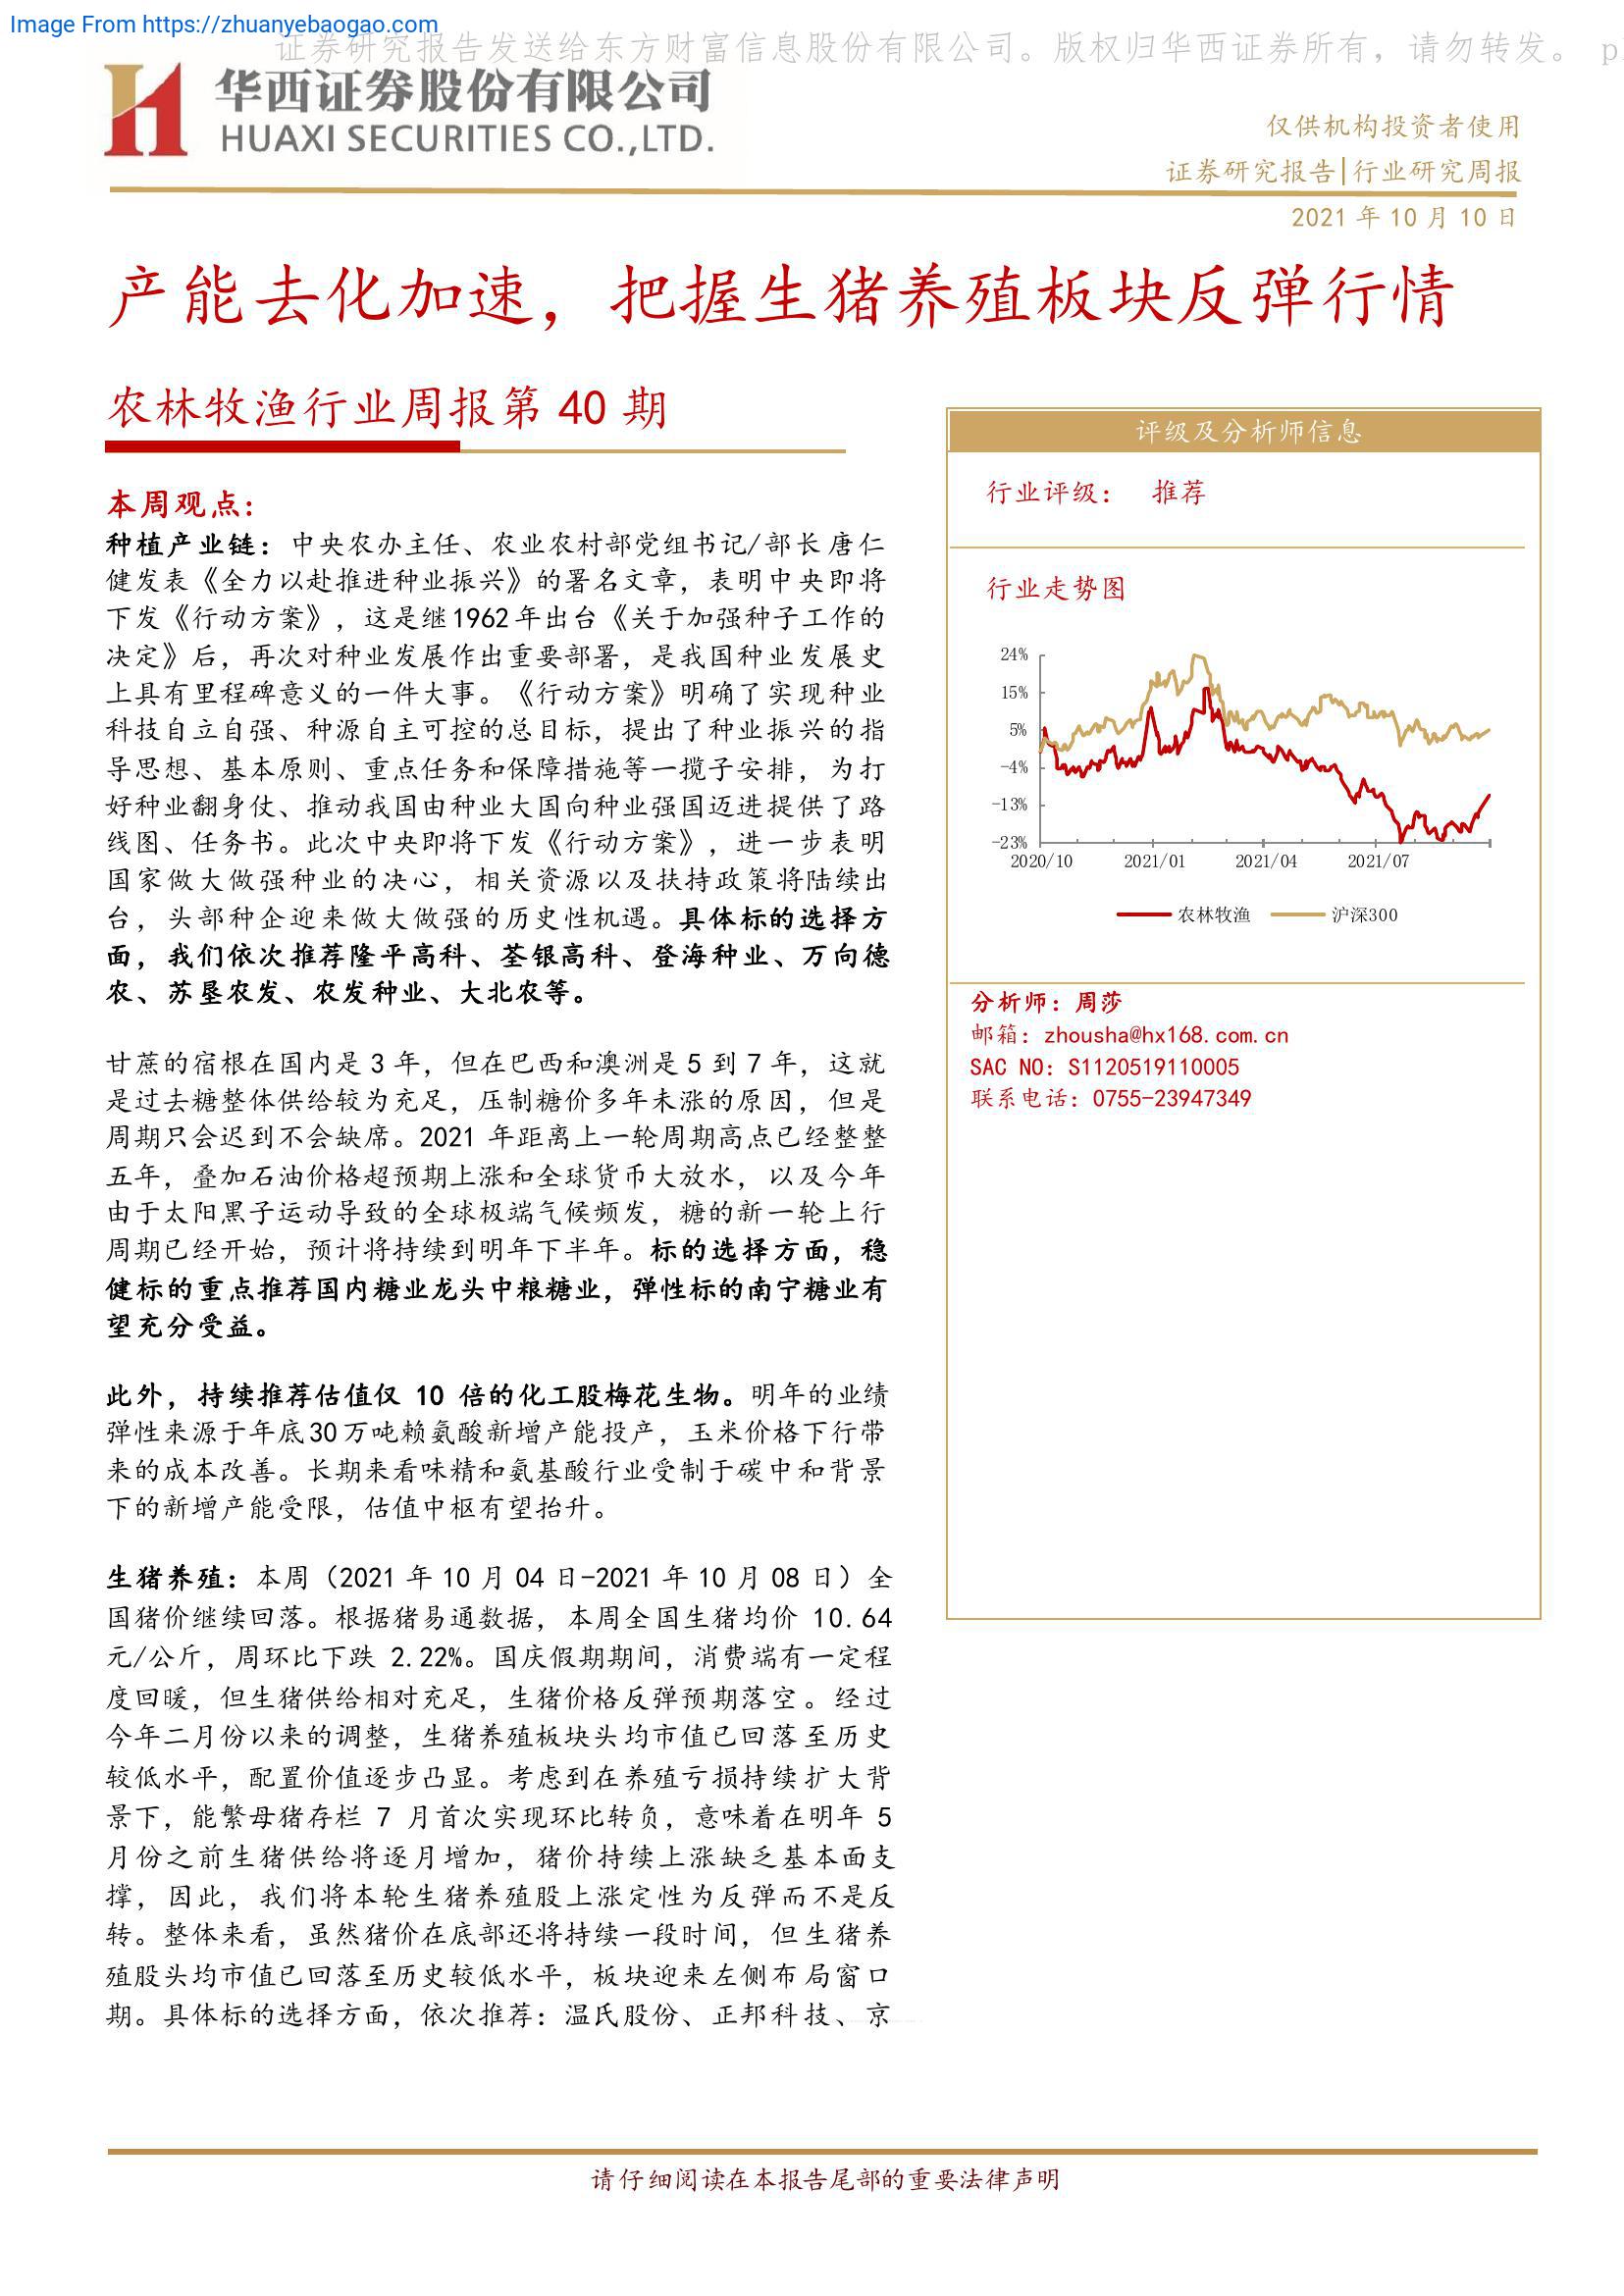 Image From https://zhuanyebaogao.com
证券研究报告发送给东方财富信息股份有限公司。版权归华西证券所有，请勿转发。 p
华西证券股份有限公司
HUAXI SECURITIES CO.,LTD.
仅供机构投资者使用
证券研究报告|行业研究周报
2021 年 10 月 10 日
产能去化加速，把握生猪养殖板块反弹行情
农林牧渔行业周报第 40 期
本周观点：
种植产业链：中央农办主任、农业农村部党组书记/部长唐仁
健发表《全力以赴推进种业振兴》的署名文章，表明中央即将
下发《行动方案》，这是继1962年出台《关于加强种子工作的
决定》后，再次对种业发展作出重要部署，是我国种业发展史
上具有里程碑意义的一件大事。《行动方案》明确了实现种业
科技自立自强、种源自主可控的总目标，提出了种业振兴的指
导思想、基本原则、重点任务和保障措施等一揽子安排，为打
好种业翻身仗、推动我国由种业大国向种业强国迈进提供了路
线图、任务书。此次中央即将下发《行动方案》，进一步表明
国家做大做强种业的决心，相关资源以及扶持政策将陆续出
台，头部种企迎来做大做强的历史性机遇。具体标的选择方
面，我们依次推荐隆平高科、荃银高科、登海种业、万向德
农、苏垦农发、农发种业、大北农等。
甘蔗的宿根在国内是 3 年，但在巴西和澳洲是 5 到 7 年，这就
是过去糖整体供给较为充足，压制糖价多年未涨的原因，但是
周期只会迟到不会缺席。2021 年距离上一轮周期高点已经整整
五年，叠加石油价格超预期上涨和全球货币大放水，以及今年
由于太阳黑子运动导致的全球极端气候频发，糖的新一轮上行
周期已经开始，预计将持续到明年下半年。标的选择方面，稳
健标的重点推荐国内糖业龙头中粮糖业，弹性标的南宁糖业有
望充分受益。
此外，持续推荐估值仅 10 倍的化工股梅花生物。明年的业绩
弹性来源于年底30万吨赖氨酸新增产能投产，玉米价格下行带
来的成本改善。长期来看味精和氨基酸行业受制于碳中和背景
下的新增产能受限，估值中枢有望抬升。
生猪养殖：本周（2021 年 10 月 04 日-2021 年 10 月 08 日）全
国猪价继续回落。根据猪易通数据，本周全国生猪均价 10.64
元/公斤，周环比下跌 2.22%。国庆假期期间，消费端有一定程
度回暖，但生猪供给相对充足，生猪价格反弹预期落空。经过
今年二月份以来的调整，生猪养殖板块头均市值已回落至历史
较低水平，配置价值逐步凸显。考虑到在养殖亏损持续扩大背
景下，能繁母猪存栏 7 月首次实现环比转负，意味着在明年 5
月份之前生猪供给将逐月增加，猪价持续上涨缺乏基本面支
撑，因此，我们将本轮生猪养殖股上涨定性为反弹而不是反
转。整体来看，虽然猪价在底部还将持续一段时间，但生猪养
殖股头均市值已回落至历史较低水平，板块迎来左侧布局窗口
期。具体标的选择方面，依次推荐：温氏股份、正邦科技、京
评级及分析师信息
行业评级： 推荐
行业走势图
24%
15%
5%
-4%
-13%
-23%
2020/10 2021/01 2021/04 2021/07
农林牧渔 沪深300
分析师：周莎
邮箱：zhousha@hx168.com.cn
SAC NO：S1120519110005
联系电话：0755-23947349
请仔细阅读在本报告尾部的重要法律声明